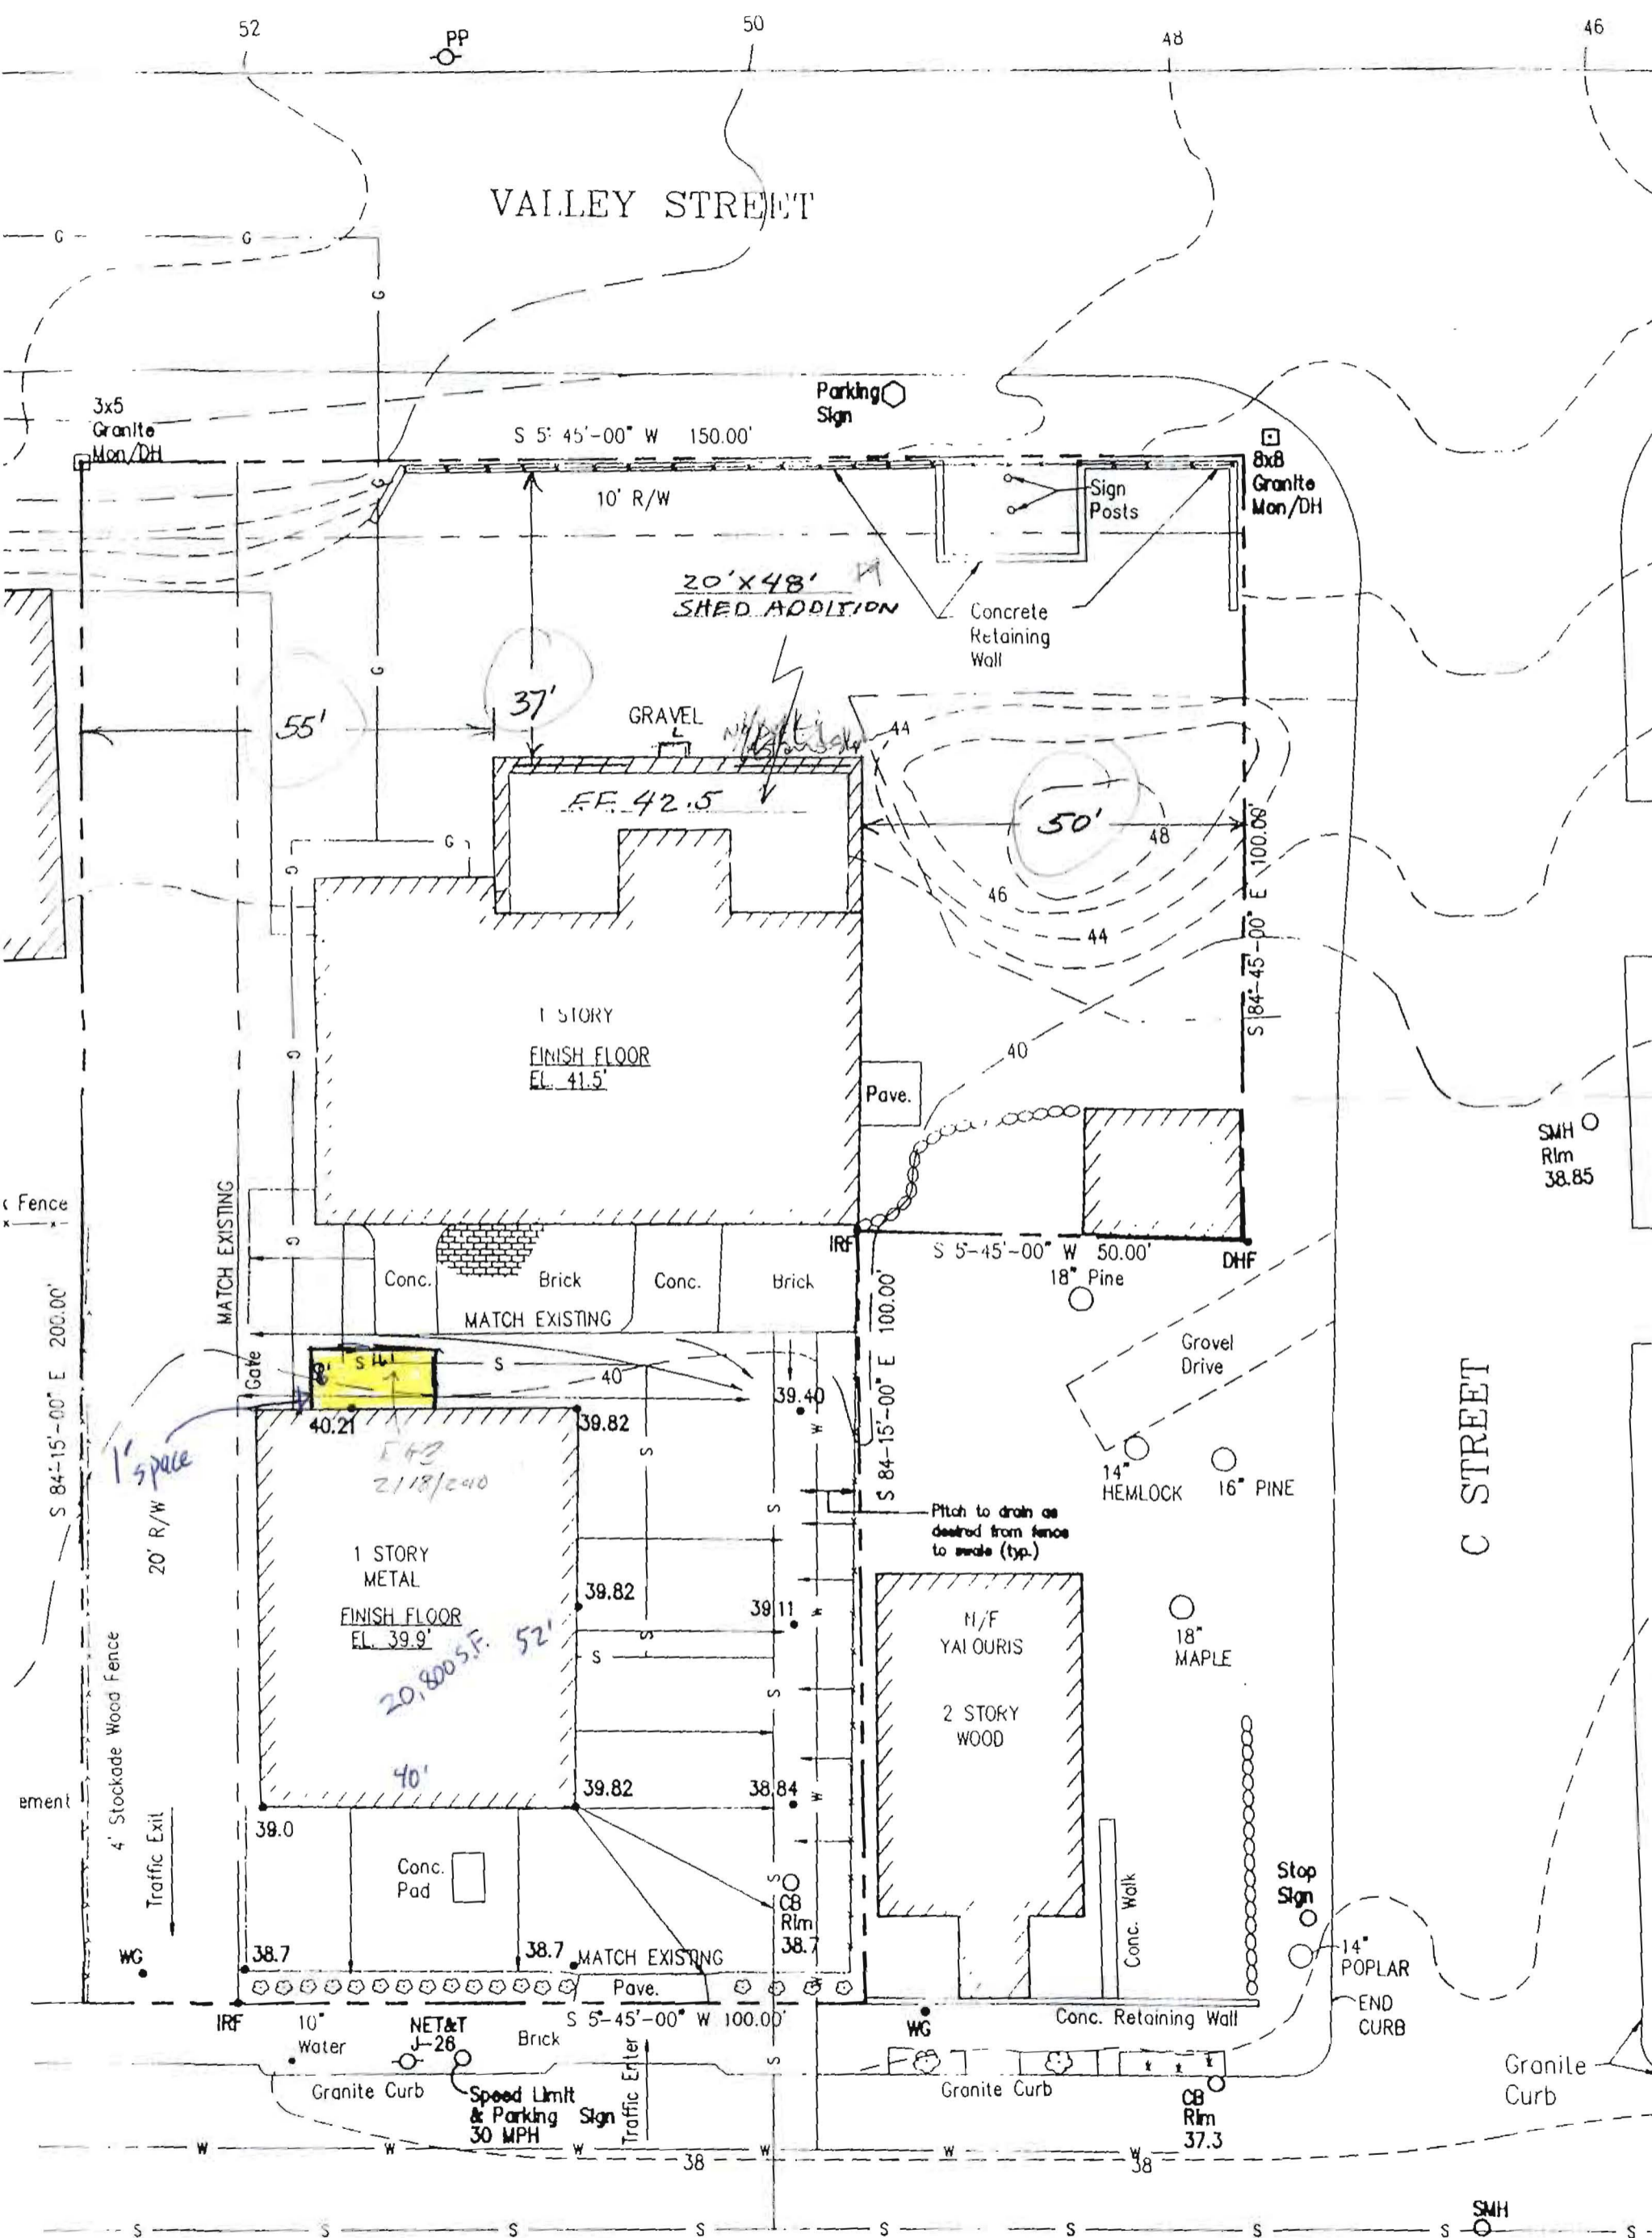 52
50
48
46
PP
VALLEY STREET
G
G
G
3x5
Granite
Mon/DH
S 5° 45'-00" W 150.00'
Parking
Sign
8x8
Granite
Mon/DH
G
10' R/W
Sign
Posts
20' X 48'
SHED ADDITION
Concrete
Retaining
Wall
G
55'
37'
GRAVEL
44
F.F. 42.5
50'
48
G
G
46
44
S 84°-45'-00" E 100.00'
1 STORY
FINISH FLOOR
EL. 41.5'
G
40
Pave.
SMH
Rim
38.85
Fence
x
x
MATCH EXISTING
G
IRF
S 5°-45'-00" W 50.00'
DHF
Conc.
Brick
Conc.
Brick
18" Pine
MATCH EXISTING
S 84°-15'-00" E 200.00'
S 84°-15'-00" E 100.00'
Gravel
Drive
Gate
8'
S
16'
S
40
39.40
1' space
40.21
39.82
2/18/2010
W
S
14"
HEMLOCK
16" PINE
C STREET
20' R/W
Pitch to drain as
desired from fence
to swale (typ.)
S
1 STORY
METAL
FINISH FLOOR
EL. 39.9'
39.82
39.11
W
20,800 S.F.
52'
S
S
N/F
YALOURIS
18"
MAPLE
2 STORY
WOOD
S
4' Stockade Wood Fence
40'
39.82
38.84
W
ement
39.0
Traffic Exit
Conc.
Pad
S
CB
Rim
38.7
Conc. Walk
Stop
Sign
WG
38.7
38.7
MATCH EXISTING
14"
POPLAR
Pave.
W
IRF
S 5°-45'-00" W 100.00'
WG
Conc. Retaining Wall
END
CURB
10"
Water
NET&T
J-26
Brick
S
Granite Curb
Traffic Enter
Granite Curb
Granite
Curb
Speed Limit
& Parking Sign
30 MPH
CB
Rim
37.3
W
W
W
W
W
W
38
38
SMH
S
S
S
S
S
S
S
S
S